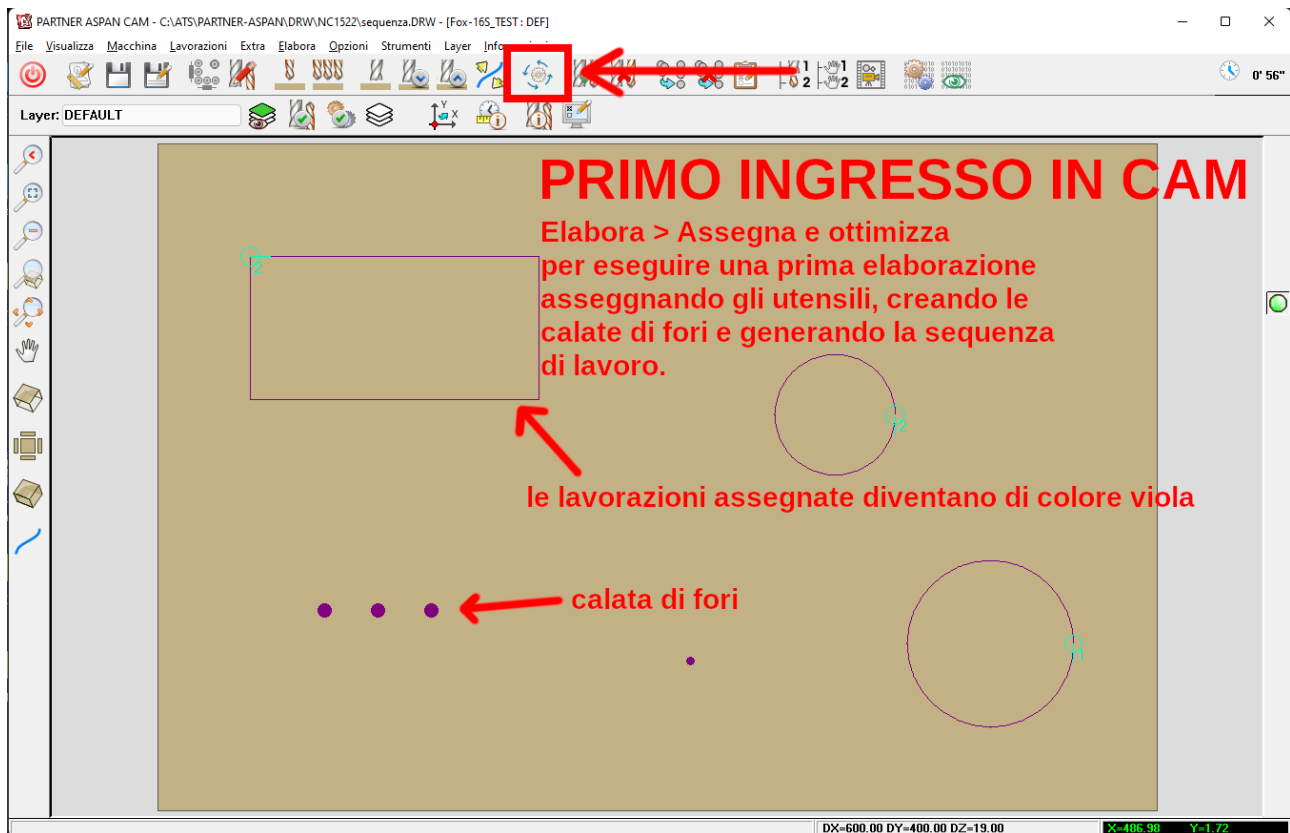 PARTNER ASPAN CAM - C:\ATS\PARTNER-ASPAN\DRW\NC1522\sequenza.DRW - [Fox-16S_TEST : DEF]
File Visualizza Macchina Lavorazioni Extra Elabora Opzioni Strumenti Layer
0' 56"
Layer: DEFAULT
PRIMO INGRESSO IN CAM
Elabora > Assegna e ottimizza
per eseguire una prima elaborazione
asseggnando gli utensili, creando le
calate di fori e generando la sequenza
di lavoro.
2
2
le lavorazioni assegnate diventano di colore viola
calata di fori
1
DX=600.00 DY=400.00 DZ=19.00
X=486.98 Y=1.72